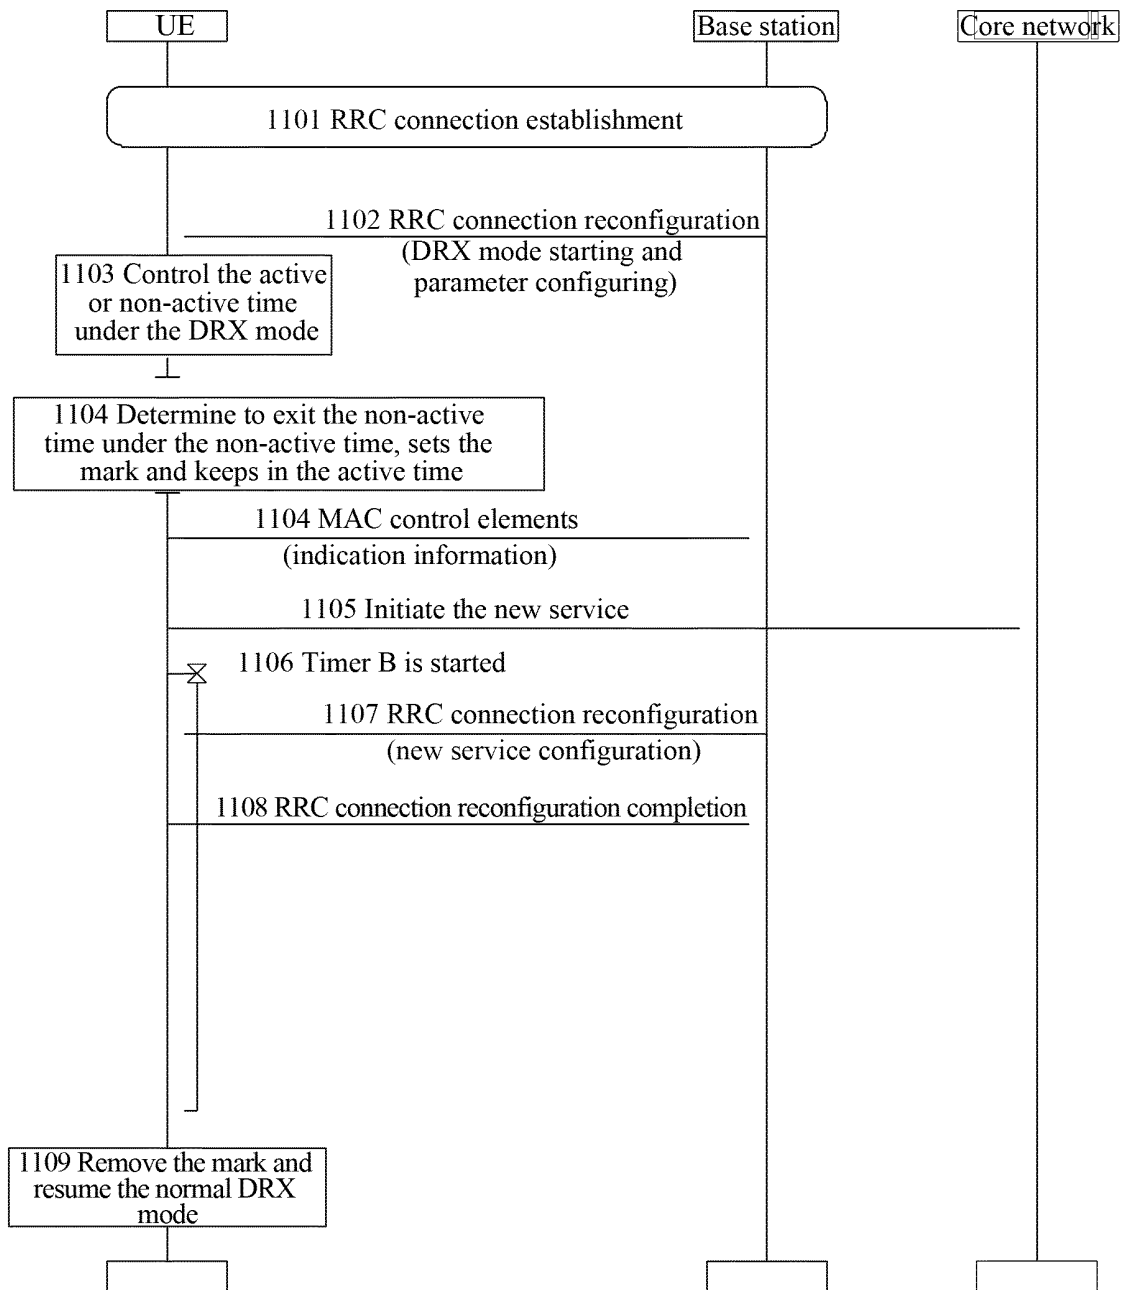 UE
Base station
Core network
1101 RRC connection establishment
1102 RRC connection reconfiguration
(DRX mode starting and
parameter configuring)
1103 Control the active
or non-active time
under the DRX mode
1104 Determine to exit the non-active
time under the non-active time, sets the
mark and keeps in the active time
1104 MAC control elements
(indication information)
1105 Initiate the new service
1106 Timer B is started
1107 RRC connection reconfiguration
(new service configuration)
1108 RRC connection reconfiguration completion
1109 Remove the mark and
resume the normal DRX
mode